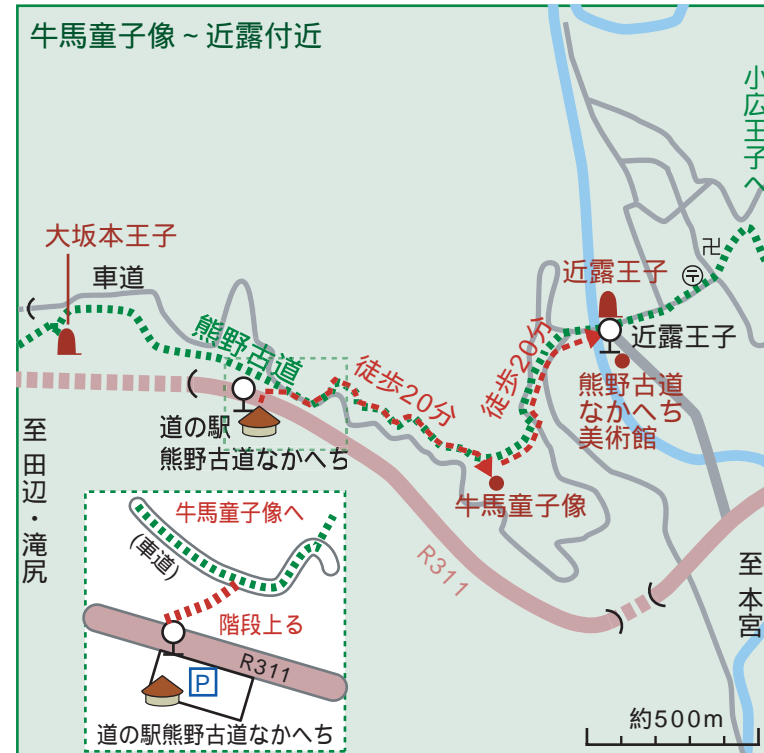 牛馬童子像 ~ 近露付近
小広王子へ
大坂本王子
車道
熊野古道
近露王子
近露王子
熊野古道
なかへち
美術館
徒歩20分
徒歩20分
道の駅
熊野古道なかへち
牛馬童子像
R311
至 田辺・滝尻
至 本宮
牛馬童子像へ
(車道)
階段上る
R311
P
道の駅熊野古道なかへち
約500m